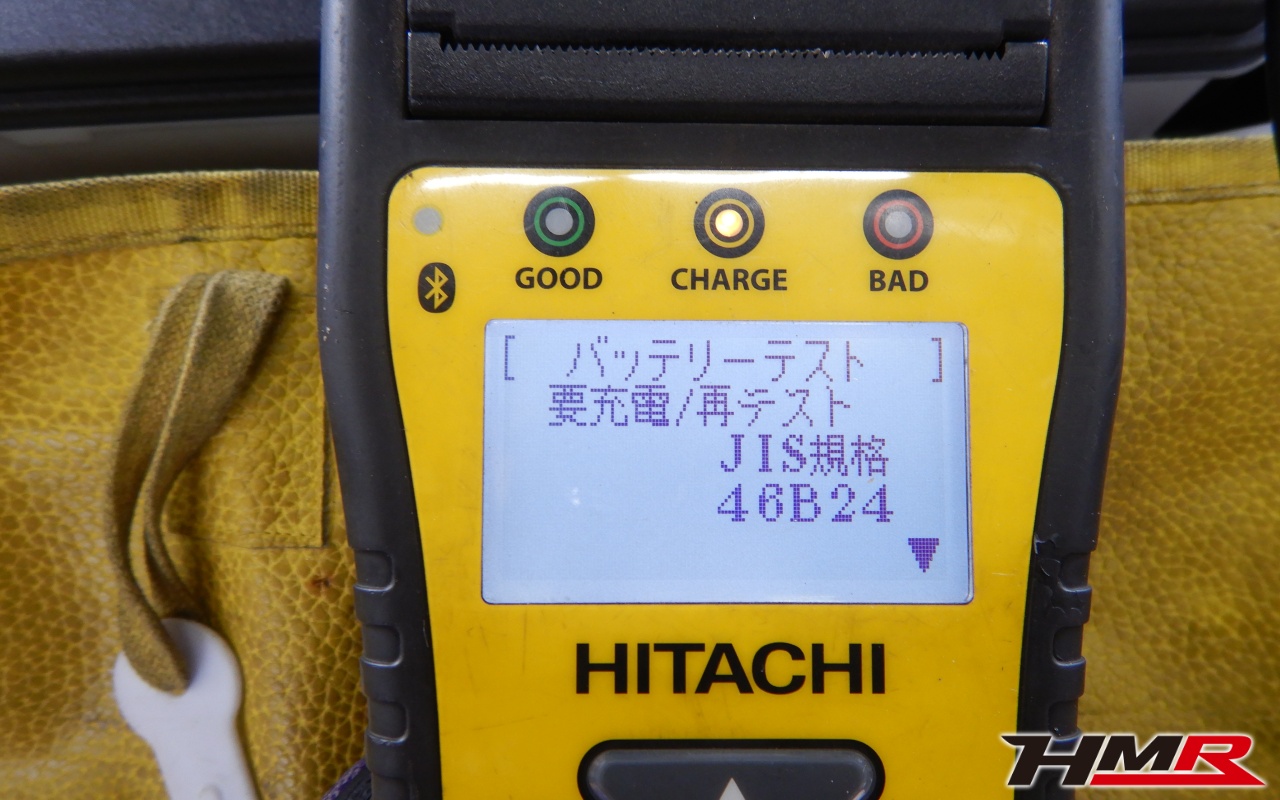 GOOD
CHARGE
BAD
[ バッテリーテスト ]
要充電/再テスト
JIS規格
46B24
HITACHI
HMR